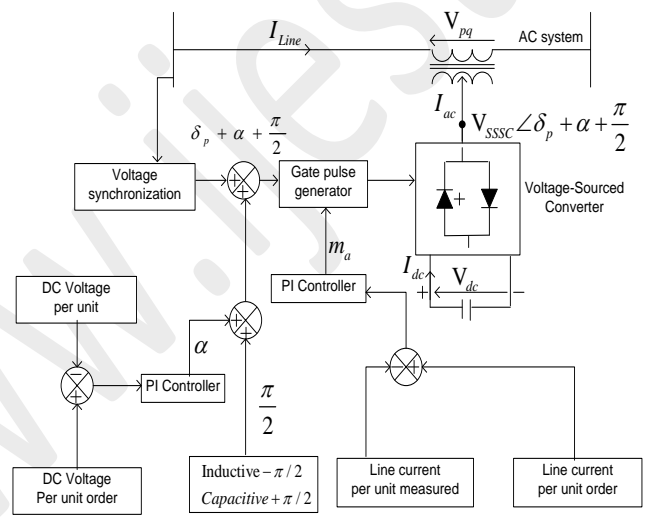 I_Line
V_pq
AC system
I_ac
V_SSSC∠δ_p + α + π/2
δ_p + α + π/2
Voltage
synchronization
+
+
Gate pulse
generator
+
Voltage-Sourced
Converter
m_a
I_dc
V_dc
+
−
DC Voltage
per unit
PI Controller
+
+
α
−
+
PI Controller
−
+
π/2
DC Voltage
Per unit order
Inductive − π / 2
Capacitive + π / 2
Line current
per unit measured
Line current
per unit order
www.ijes